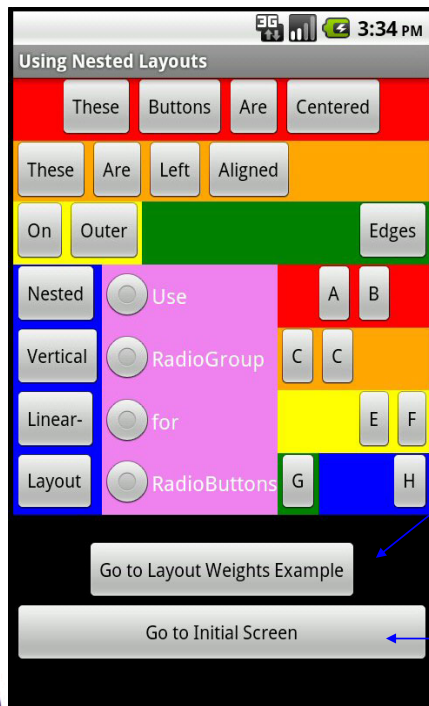 3G 3:34 PM
Using Nested Layouts
These Buttons Are Centered
These Are Left Aligned
On Outer Edges
Nested Use A B
Vertical RadioGroup C C
Linear- for E F
Layout RadioButtons G H
Go to Layout Weights Example
Go to Initial Screen